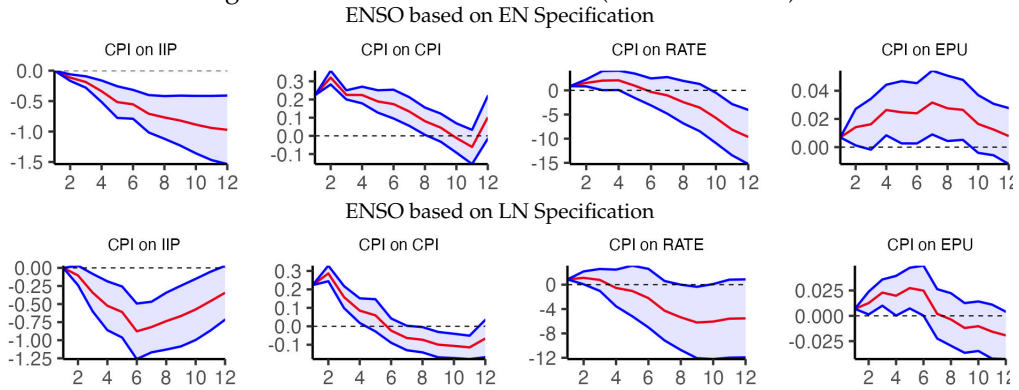 ENSO based on EN Specification
CPI on IIP CPI on CPI CPI on RATE CPI on EPU
0.0 -0.5 -1.0 -1.5
0.3 0.2 0.1 0.0 -0.1
0 -5 -10 -15
0.04 0.02 0.00
2 4 6 8 10 12 2 4 6 8 10 12 2 4 6 8 10 12 2 4 6 8 10 12
ENSO based on LN Specification
CPI on IIP CPI on CPI CPI on RATE CPI on EPU
0.00 -0.25 -0.50 -0.75 -1.00 -1.25
0.3 0.2 0.1 0.0 -0.1
0 -4 -8 -12
0.025 0.000 -0.025
2 4 6 8 10 12 2 4 6 8 10 12 2 4 6 8 10 12 2 4 6 8 10 12